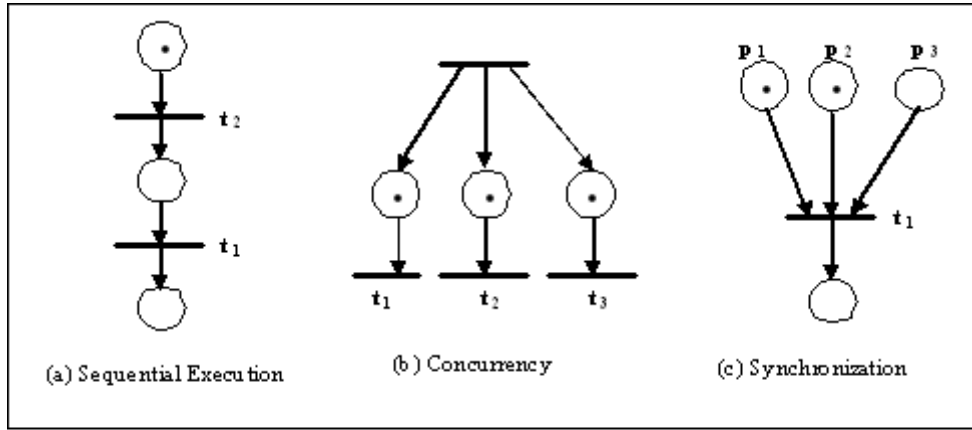 p1 p2 p3
t2
t1
t1
t1 t2 t3
(a) Sequential Execution
(b) Concurrency
(c) Synchronization